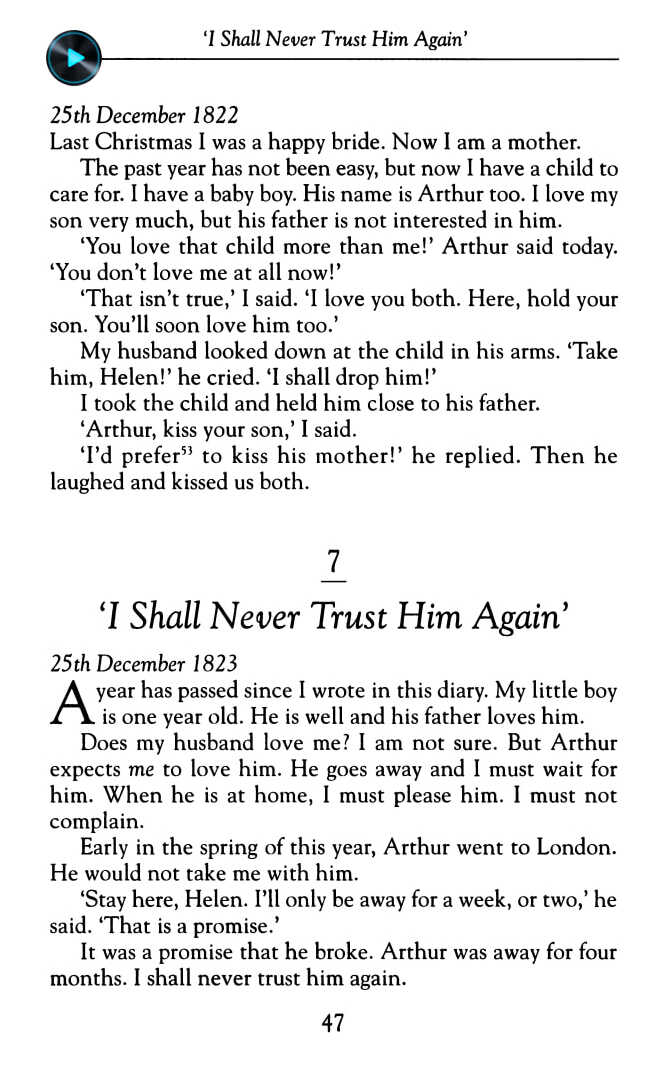 ‘I Shall Never Trust Him Again’
25th December 1822
Last Christmas I was a happy bride. Now I am a mother.
The past year has not been easy, but now I have a child to
care for. I have a baby boy. His name is Arthur too. I love my
son very much, but his father is not interested in him.
‘You love that child more than me!’ Arthur said today.
‘You don’t love me at all now!’
‘That isn’t true,’ I said. ‘I love you both. Here, hold your
son. You’ll soon love him too.’
My husband looked down at the child in his arms. ‘Take
him, Helen!’ he cried. ‘I shall drop him!’
I took the child and held him close to his father.
‘Arthur, kiss your son,’ I said.
‘I’d prefer⁵³ to kiss his mother!’ he replied. Then he
laughed and kissed us both.
7
‘I Shall Never Trust Him Again’
25th December 1823
A year has passed since I wrote in this diary. My little boy
is one year old. He is well and his father loves him.
Does my husband love me? I am not sure. But Arthur
expects me to love him. He goes away and I must wait for
him. When he is at home, I must please him. I must not
complain.
Early in the spring of this year, Arthur went to London.
He would not take me with him.
‘Stay here, Helen. I’ll only be away for a week, or two,’ he
said. ‘That is a promise.’
It was a promise that he broke. Arthur was away for four
months. I shall never trust him again.
47